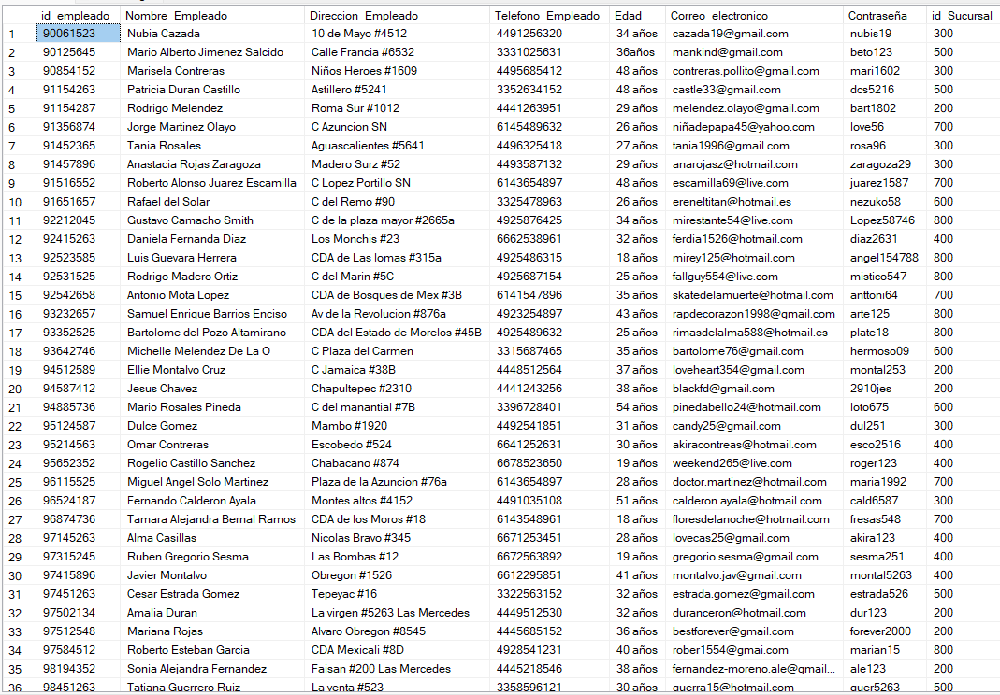 id_empleado Nombre_Empleado Direccion_Empleado Telefono_Empleado Edad Correo_electronico Contraseña id_Sucursal
1 90061523 Nubia Cazada 10 de Mayo #4512 4491256320 34 años cazada19@gmail.com nubis19 300
2 90125645 Mario Alberto Jimenez Salcido Calle Francia #6532 3331025631 36años mankind@gmail.com beto123 500
3 90854152 Marisela Contreras Niños Heroes #1609 4495685412 48 años contreras.pollito@gmail.com mari1602 300
4 91154263 Patricia Duran Castillo Astillero #5241 3352634152 48 años castle33@gmail.com dcs5216 500
5 91154287 Rodrigo Melendez Roma Sur #1012 4441263951 29 años melendez.olayo@gmail.com bart1802 200
6 91356874 Jorge Martinez Olayo C Azuncion SN 6145489632 26 años niñadepapa45@yahoo.com love56 700
7 91452365 Tania Rosales Aguascalientes #5641 4496325418 27 años tania1996@gmail.com rosa96 300
8 91457896 Anastacia Rojas Zaragoza Madero Surz #52 4493587132 29 años anarojasz@hotmail.com zaragoza29 300
9 91516552 Roberto Alonso Juarez Escamilla C Lopez Portillo SN 6143654897 48 años escamilla69@live.com juarez1587 700
10 91651657 Rafael del Solar C del Remo #90 3325478963 26 años ereneltitan@hotmail.es nezuko58 600
11 92212045 Gustavo Camacho Smith C de la plaza mayor #2665a 4925876425 34 años mirestante54@live.com Lopez58746 800
12 92415263 Daniela Fernanda Diaz Los Monchis #23 6662538961 32 años ferdia1526@hotmail.com diaz2631 400
13 92523585 Luis Guevara Herrera CDA de Las lomas #315a 4925486315 18 años mirey125@hotmail.com angel154788 800
14 92531525 Rodrigo Madero Ortiz C del Marin #5C 4925687154 25 años fallguy554@live.com mistico547 800
15 92542658 Antonio Mota Lopez CDA de Bosques de Mex #3B 6141547896 35 años skatedelamuerte@hotmail.com anttoni64 700
16 93232657 Samuel Enrique Barrios Enciso Av de la Revolucion #876a 4923254897 43 años rapdecorazon1998@gmail.com arte125 800
17 93352525 Bartolome del Pozo Altamirano CDA del Estado de Morelos #45B 4925489632 25 años rimasdelalma588@hotmail.es plate18 800
18 93642746 Michelle Melendez De La O C Plaza del Carmen 3315687465 35 años bartolome76@gmail.com hermoso09 600
19 94512589 Ellie Montalvo Cruz C Jamaica #38B 4448512564 37 años loveheart354@gmail.com montal253 200
20 94587412 Jesus Chavez Chapultepec #2310 4441243256 38 años blackfd@gmail.com 2910jes 200
21 94885736 Mario Rosales Pineda C del manantial #7B 3396728401 54 años pinedabello24@hotmail.com loto675 600
22 95124587 Dulce Gomez Mambo #1920 4492541851 31 años candy25@gmail.com dul251 300
23 95214563 Omar Contreras Escobedo #524 6641252631 30 años akiracontreas@hotmail.com esco2516 400
24 95652352 Rogelio Castillo Sanchez Chabacano #874 6678523650 19 años weekend265@live.com roger123 400
25 96115525 Miguel Angel Solo Martinez Plaza de la Azuncion #76a 6143654897 28 años doctor.martinez@hotmail.com maria1992 700
26 96524187 Fernando Calderon Ayala Montes altos #4152 4491035108 51 años calderon.ayala@hotmail.com cald6587 300
27 96874736 Tamara Alejandra Bernal Ramos CDA de los Moros #18 6143548961 18 años floresdelanoche@hotmail.com fresas548 700
28 97145263 Alma Casillas Nicolas Bravo #345 6671253451 28 años lovecas25@gmail.com akira123 400
29 97315245 Ruben Gregorio Sesma Las Bombas #12 6672563892 19 años gregorio.sesma@gmail.com sesma251 400
30 97415896 Javier Montalvo Obregon #1526 6612295851 41 años montalvo.jav@gmail.com montal5263 400
31 97451263 Cesar Estrada Gomez Tepeyac #16 3322563152 32 años estrada.gomez@gmail.com estrada526 500
32 97502134 Amalia Duran La virgen #5263 Las Mercedes 4449512530 32 años duranceron@hotmail.com dur123 200
33 97512548 Mariana Rojas Alvaro Obregon #8545 4445685152 36 años bestforever@gmail.com forever2000 200
34 97584512 Roberto Esteban Garcia CDA Mexicali #8D 4928541231 40 años rober1554@gmai.com marian15 800
35 98194352 Sonia Alejandra Fernandez Faisan #200 Las Mercedes 4445218546 38 años fernandez-moreno.ale@gmail... ale123 200
36 98451263 Tatiana Guerrero Ruiz La venta #523 3358596121 30 años guerra15@hotmail.com guer5263 500